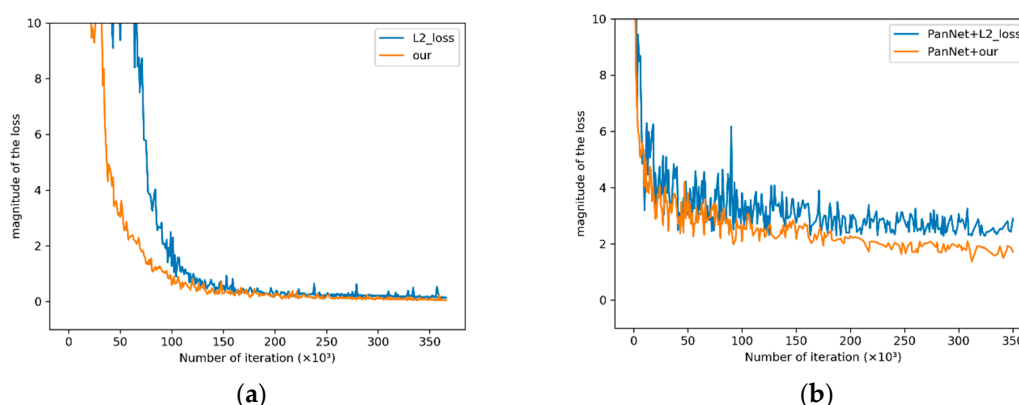 10
8
6
4
2
0
magnitude of the loss
L2_loss
our
0 50 100 150 200 250 300 350
Number of iteration (×10³)
(a)
10
8
6
4
2
0
magnitude of the loss
PanNet+L2_loss
PanNet+our
0 50 100 150 200 250 300 350
Number of iteration (×10³)
(b)